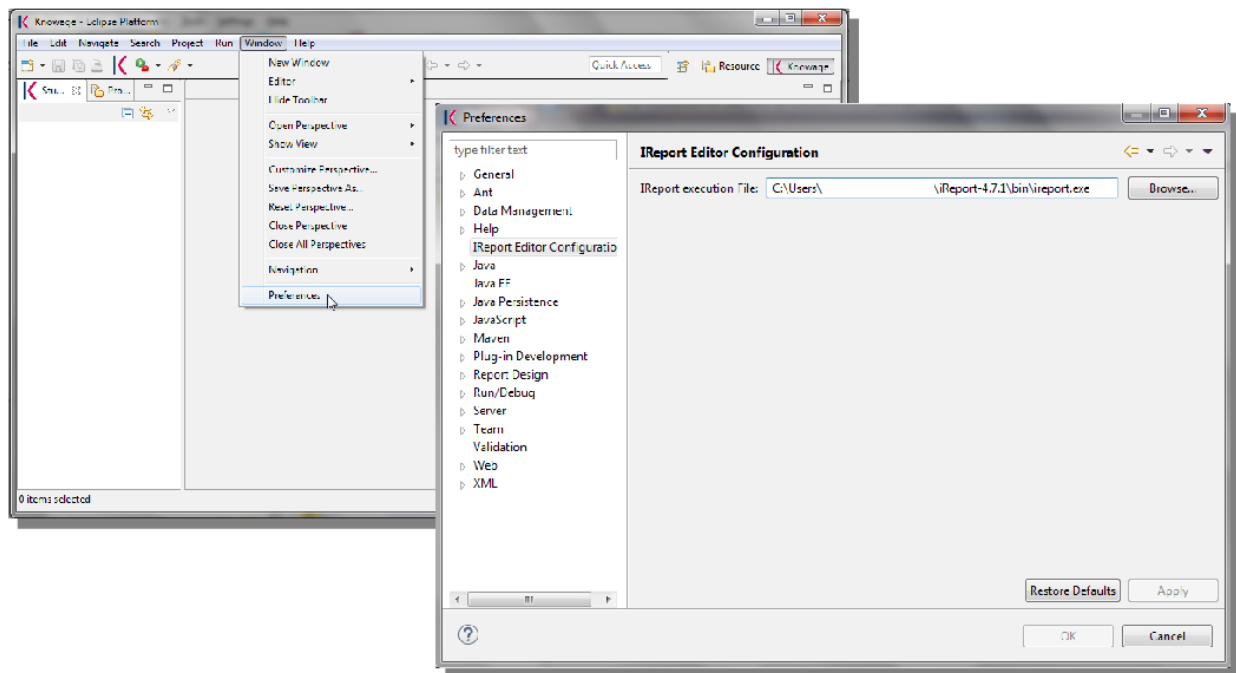 Knowage - Eclipse Platform
File Edit Navigate Search Project Run Window Help
Quick Access
Resource
Knowage
Stu...
Pro...
New Window
Editor
Hide Toolbar
Open Perspective
Show View
Customize Perspective...
Save Perspective As...
Reset Perspective...
Close Perspective
Close All Perspectives
Navigation
Preferences
0 items selected
Preferences
type filter text
General
Ant
Data Management
Help
IReport Editor Configuratio
Java
Java EE
Java Persistence
JavaScript
Maven
Plug-in Development
Report Design
Run/Debug
Server
Team
Validation
Web
XML
IReport Editor Configuration
IReport execution File: C:\Users\ \iReport-4.7.1\bin\ireport.exe Browse...
Restore Defaults Apply
OK Cancel